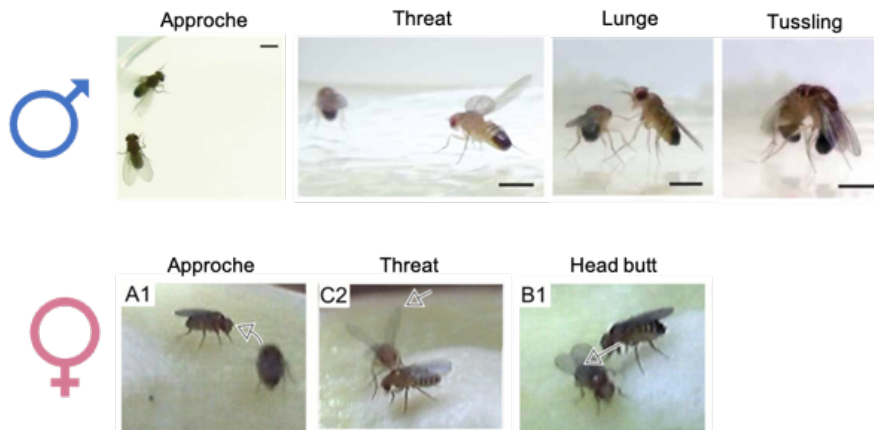 Approche
Threat
Lunge
Tussling
Approche
Threat
Head butt
A1
C2
B1